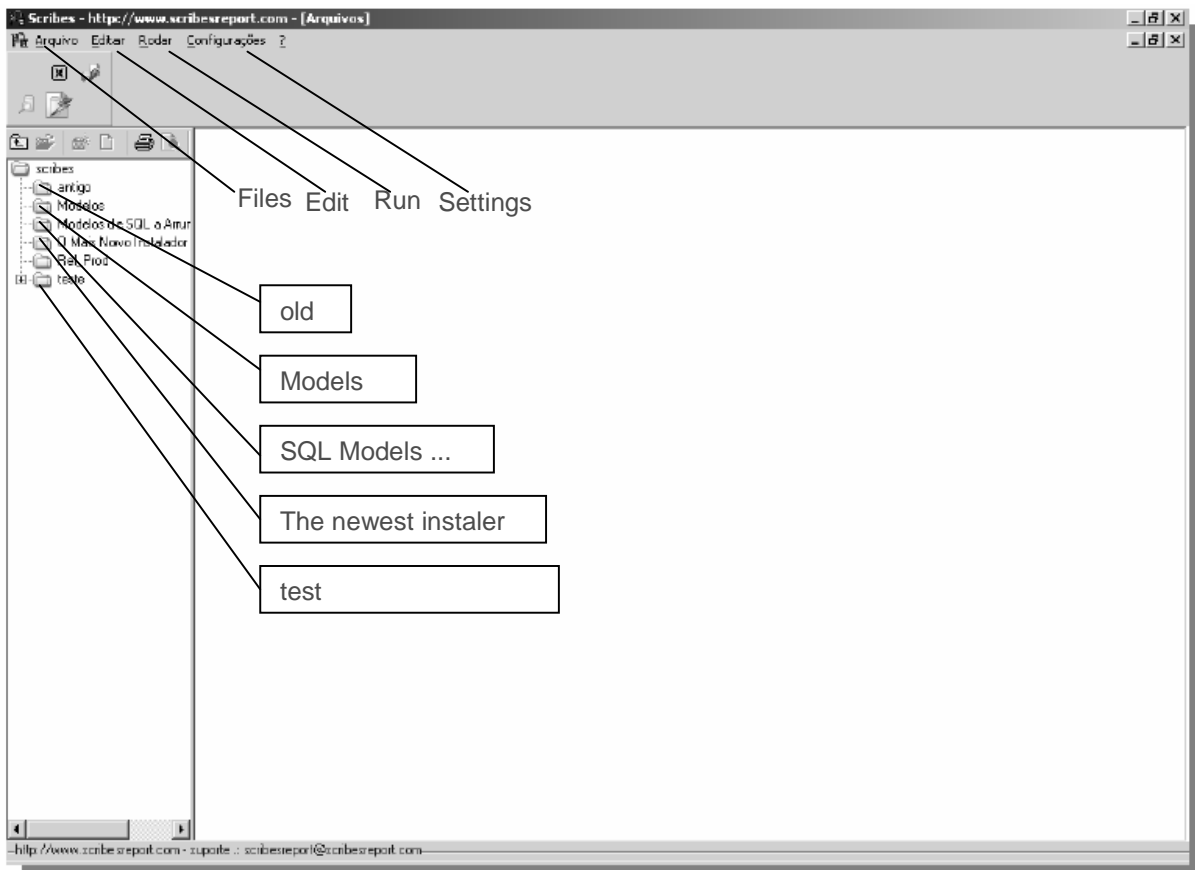 Scribes - http://www.scribesreport.com - [Arquivos]
Arquivo Editar Rodar Configurações ?
scribes
antigo
Modelos
Modelos de SQL a Arrur
O Mais Novo Instalador
Rel_Prod
teste
Files Edit Run Settings
old
Models
SQL Models ...
The newest instaler
test
http://www.scribesreport.com - suporte .: scribesreport@scribesreport.com